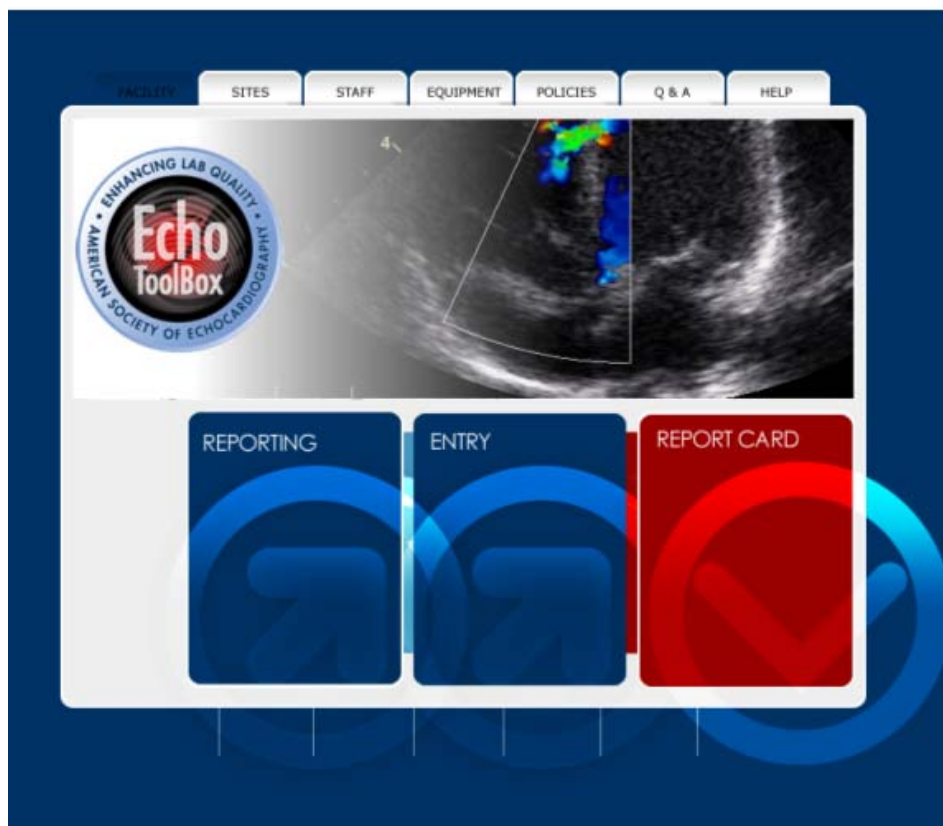 FACILITY
SITES
STAFF
EQUIPMENT
POLICIES
Q & A
HELP
4
• ENHANCING LAB QUALITY •
AMERICAN SOCIETY OF ECHOCARDIOGRAPHY
Echo
ToolBox
REPORTING
ENTRY
REPORT CARD